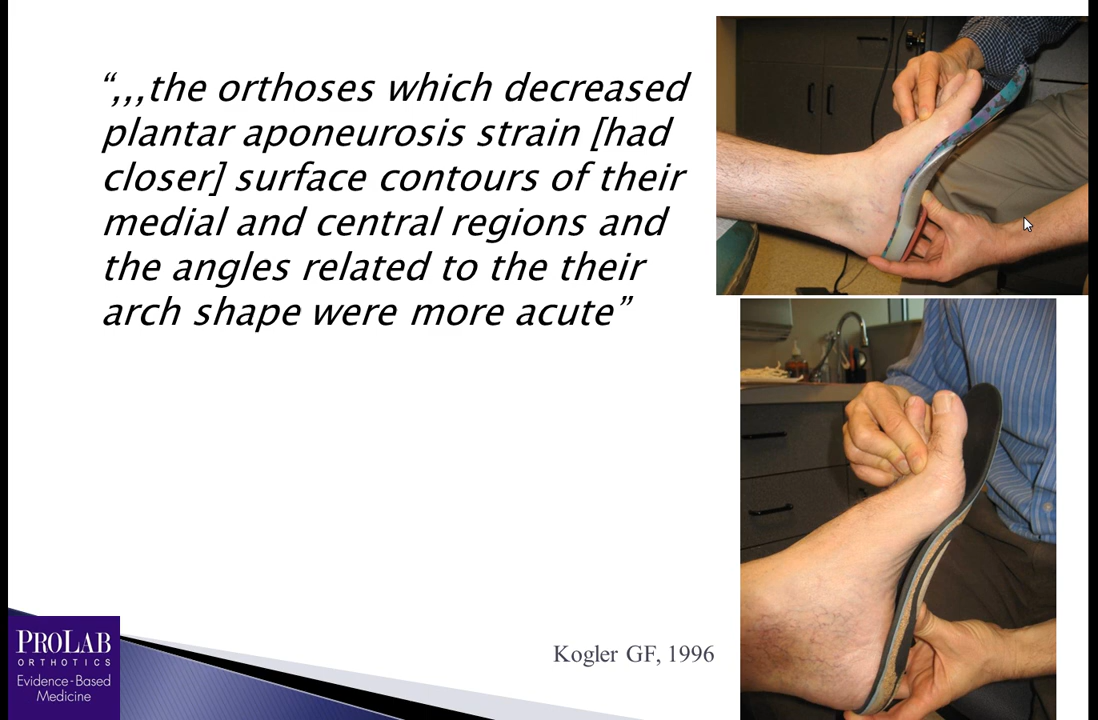 “,,,the orthoses which decreased
plantar aponeurosis strain [had
closer] surface contours of their
medial and central regions and
the angles related to the their
arch shape were more acute”
Kogler GF, 1996
PROLAB
ORTHOTICS
Evidence-Based
Medicine